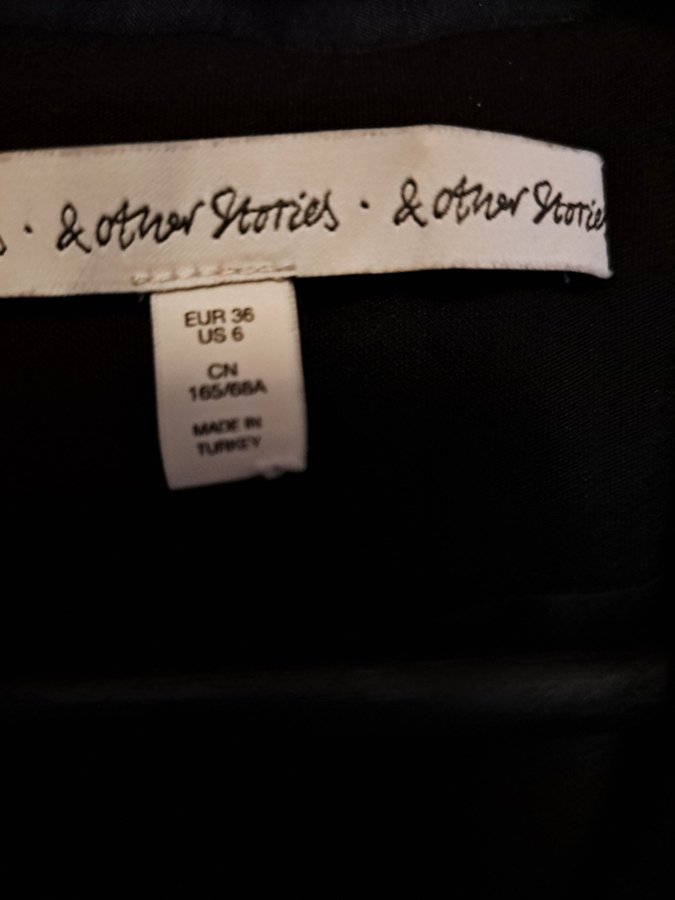 s · & Other Stories · & Other Stories
EUR 36
US 6
CN
165/68A
MADE IN
TURKEY